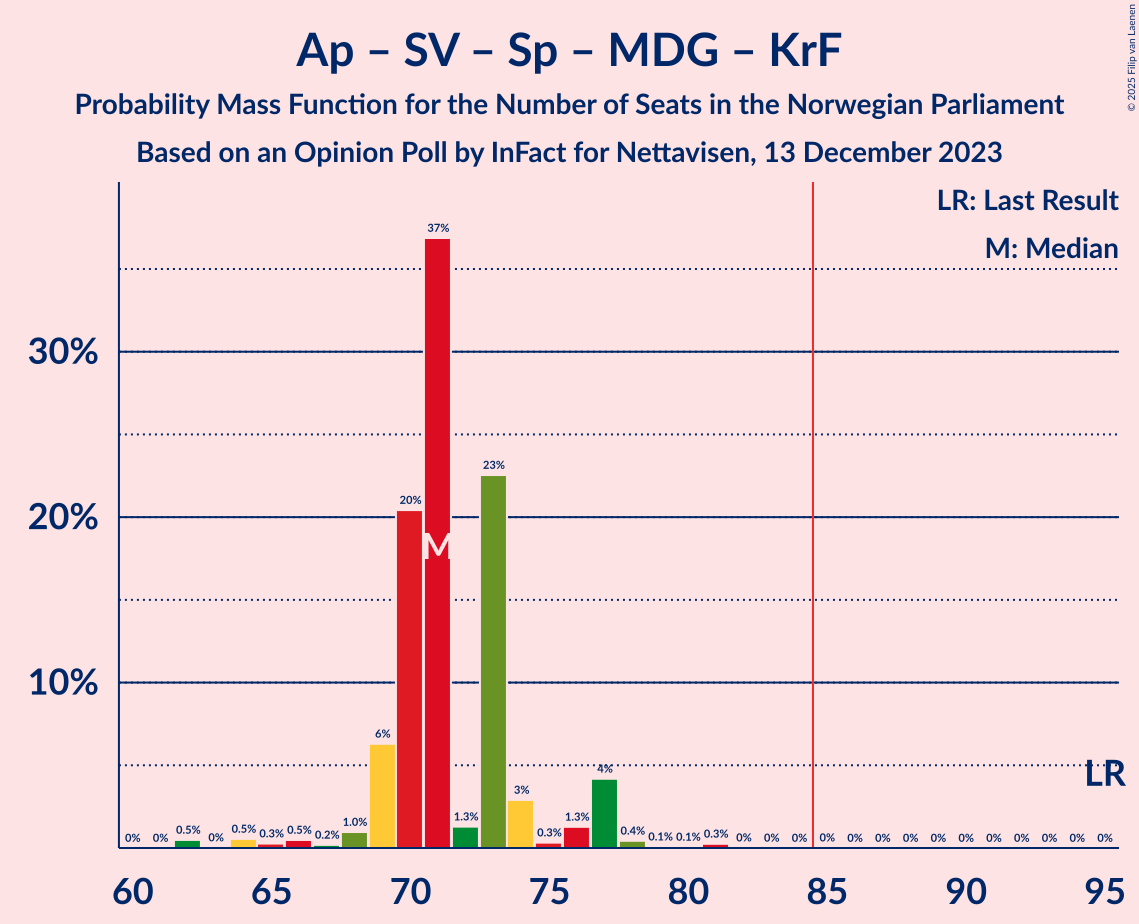 Ap – SV – Sp – MDG – KrF
Probability Mass Function for the Number of Seats in the Norwegian Parliament
Based on an Opinion Poll by InFact for Nettavisen, 13 December 2023
© 2025 Filip van Laenen
LR: Last Result
M: Median
30%
20%
10%
0% 0% 0.5% 0% 0.5% 0.3% 0.5% 0.2% 1.0% 6% 20% 37% 1.3% 23% 3% 0.3% 1.3% 4% 0.4% 0.1% 0.1% 0.3% 0% 0% 0% 0% 0% 0% 0% 0% 0% 0% 0% 0% 0% 0%
M
LR
60 65 70 75 80 85 90 95